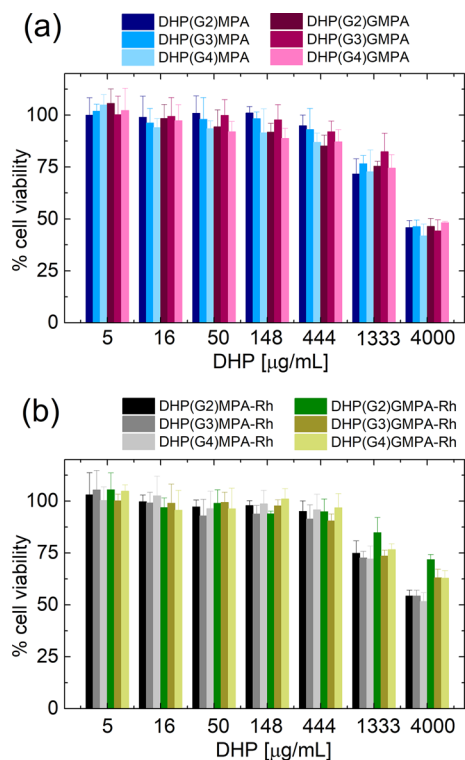 (a)
DHP(G2)MPA DHP(G2)GMPA
DHP(G3)MPA DHP(G3)GMPA
DHP(G4)MPA DHP(G4)GMPA
% cell viability
100
75
50
25
0
5 16 50 148 444 1333 4000
DHP [µg/mL]
(b)
DHP(G2)MPA-Rh DHP(G2)GMPA-Rh
DHP(G3)MPA-Rh DHP(G3)GMPA-Rh
DHP(G4)MPA-Rh DHP(G4)GMPA-Rh
% cell viability
100
75
50
25
0
5 16 50 148 444 1333 4000
DHP [µg/mL]